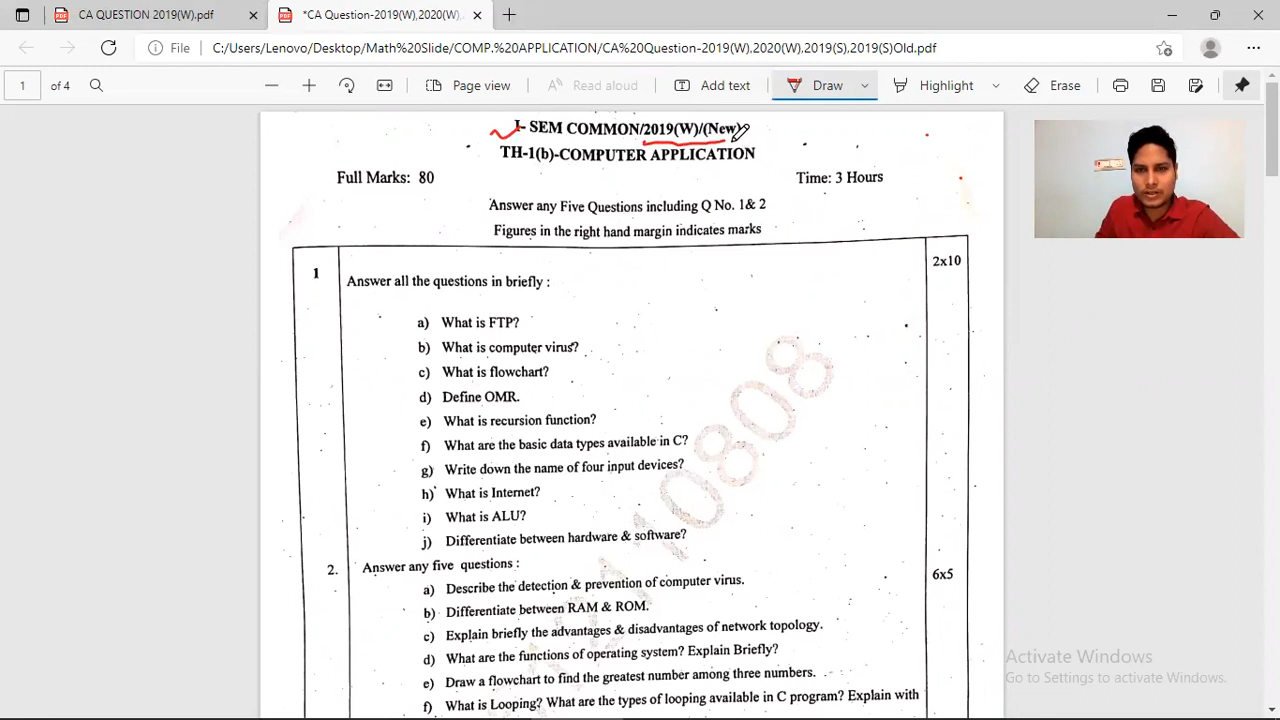 CA QUESTION 2019(W).pdf
*CA Question-2019(W),2020(W),
File
C:/Users/Lenovo/Desktop/Math%20Slide/COMP.%20APPLICATION/CA%20Question-2019(W),2020(W),2019(S),2019(S)Old.pdf
1 of 4
Page view
Read aloud
Add text
Draw
Highlight
Erase
I- SEM COMMON/2019(W)/(New)
TH-1(b)-COMPUTER APPLICATION
Full Marks: 80
Time: 3 Hours
Answer any Five Questions including Q No. 1& 2
Figures in the right hand margin indicates marks
1 Answer all the questions in briefly : 2x10
a) What is FTP?
b) What is computer virus?
c) What is flowchart?
d) Define OMR.
e) What is recursion function?
f) What are the basic data types available in C?
g) Write down the name of four input devices?
h) What is Internet?
i) What is ALU?
j) Differentiate between hardware & software?
2. Answer any five questions : 6x5
a) Describe the detection & prevention of computer virus.
b) Differentiate between RAM & ROM.
c) Explain briefly the advantages & disadvantages of network topology.
d) What are the functions of operating system? Explain Briefly?
e) Draw a flowchart to find the greatest number among three numbers.
f) What is Looping? What are the types of looping available in C program? Explain with
Activate Windows
Go to Settings to activate Windows.